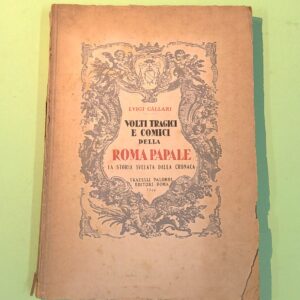 LUIGI CALLARI
VOLTI TRAGICI
E COMICI
DELLA
ROMA PAPALE
LA STORIA SVELATA DALLA CRONACA
FRATELLI PALOMBI
EDITORI ROMA